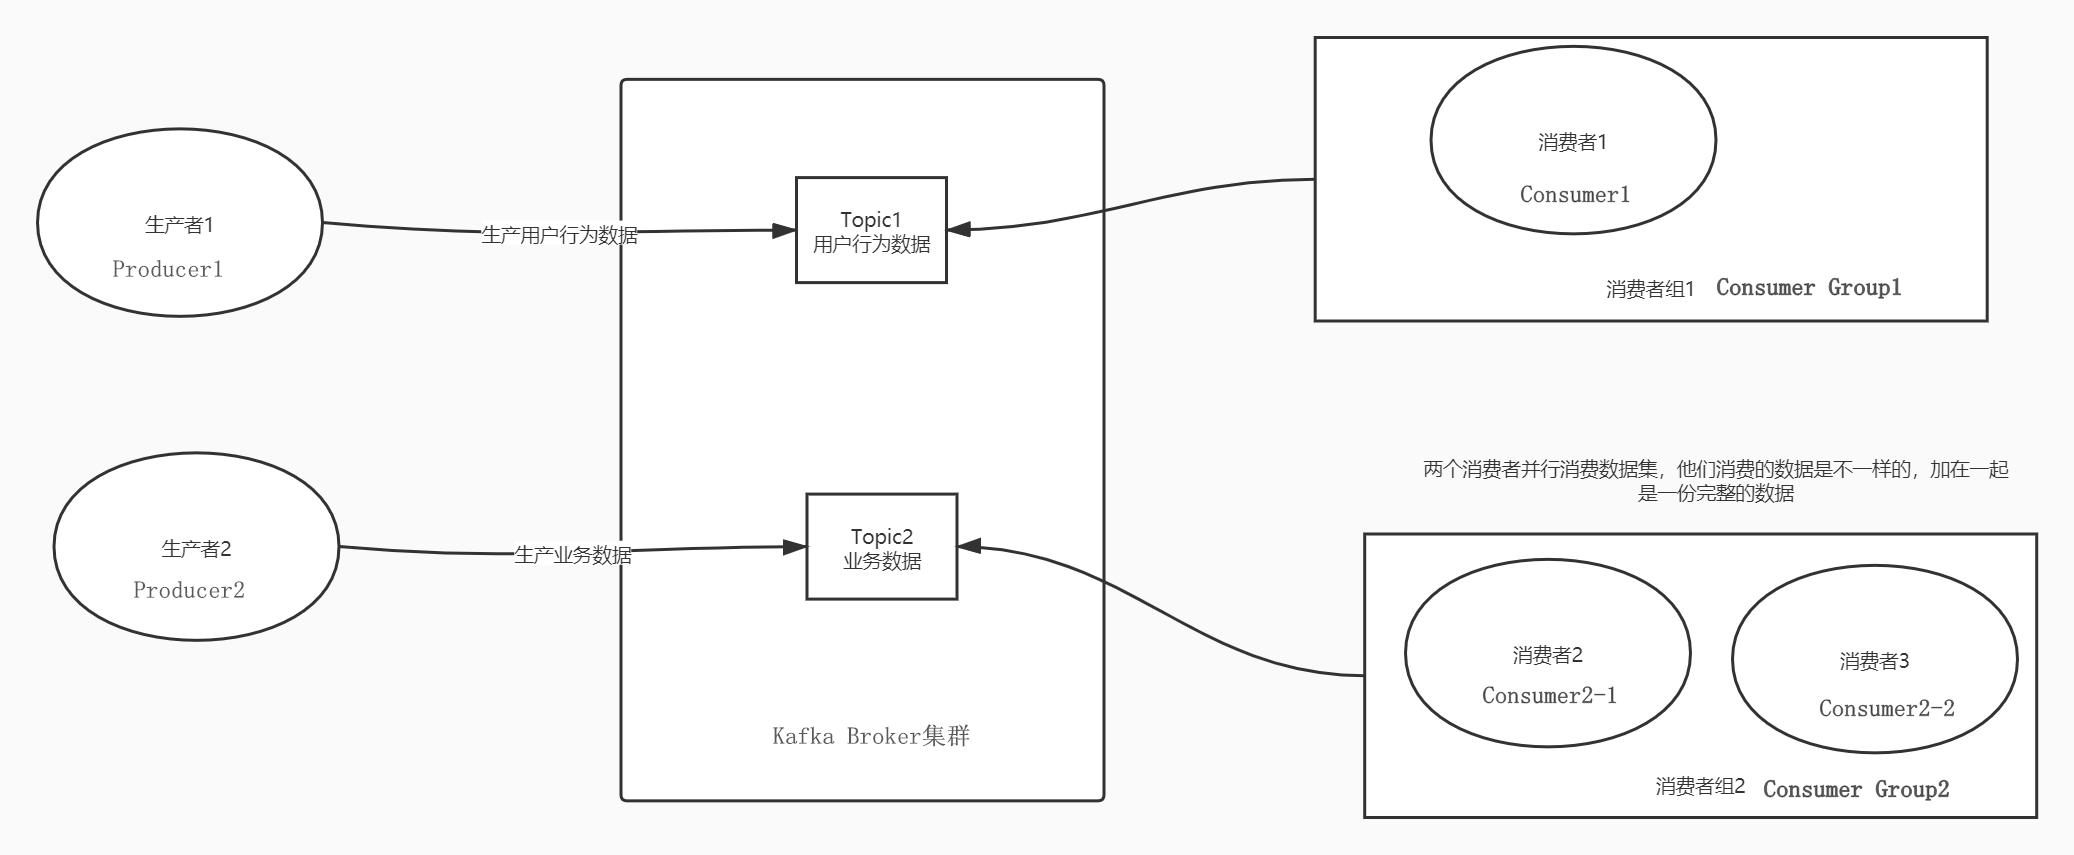 生产者1
Producer1
生产用户行为数据
Topic1
用户行为数据
消费者1
Consumer1
消费者组1 Consumer Group1
生产者2
Producer2
生产业务数据
Topic2
业务数据
Kafka Broker集群
两个消费者并行消费数据集，他们消费的数据是不一样的，加在一起
是一份完整的数据
消费者2
Consumer2-1
消费者3
Consumer2-2
消费者组2 Consumer Group2